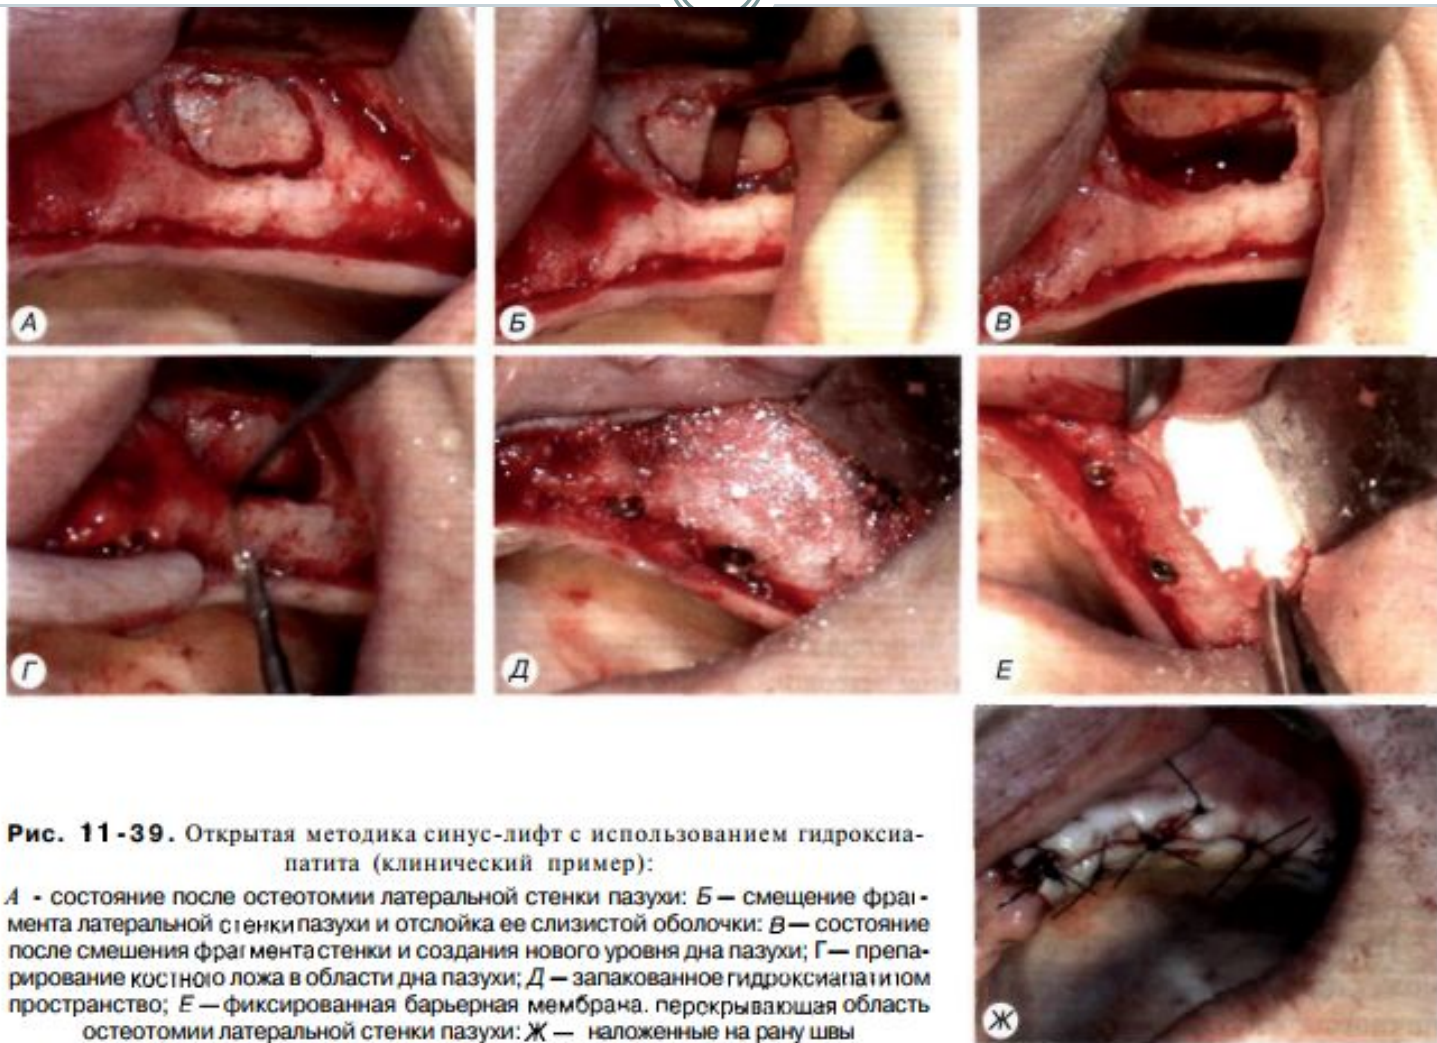 А
Б
В
Г
Д
Е
Ж
Рис. 11-39. Открытая методика синус-лифт с использованием гидроксиа-
патита (клинический пример):
А - состояние после остеотомии латеральной стенки пазухи: Б — смещение фраг-
мента латеральной стенки пазухи и отслойка ее слизистой оболочки: В — состояние
после смешения фрагмента стенки и создания нового уровня дна пазухи; Г — препа-
рирование костного ложа в области дна пазухи; Д — запакованное гидроксиапатитом
пространство; Е — фиксированная барьерная мембрана. перекрывающая область
остеотомии латеральной стенки пазухи: Ж — наложенные на рану швы